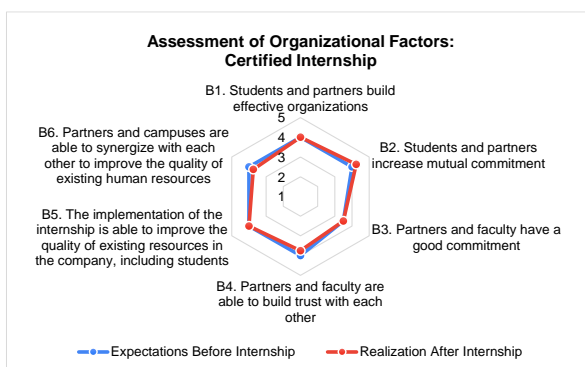 Assessment of Organizational Factors:
Certified Internship
B1. Students and partners build
effective organizations
B2. Students and partners
increase mutual commitment
B3. Partners and faculty have a
good commitment
B4. Partners and faculty are
able to build trust with each
other
B5. The implementation of the
internship is able to improve the
quality of existing resources in
the company, including students
B6. Partners and campuses are
able to synergize with each
other to improve the quality of
existing human resources
5
4
3
2
1
Expectations Before Internship
Realization After Internship